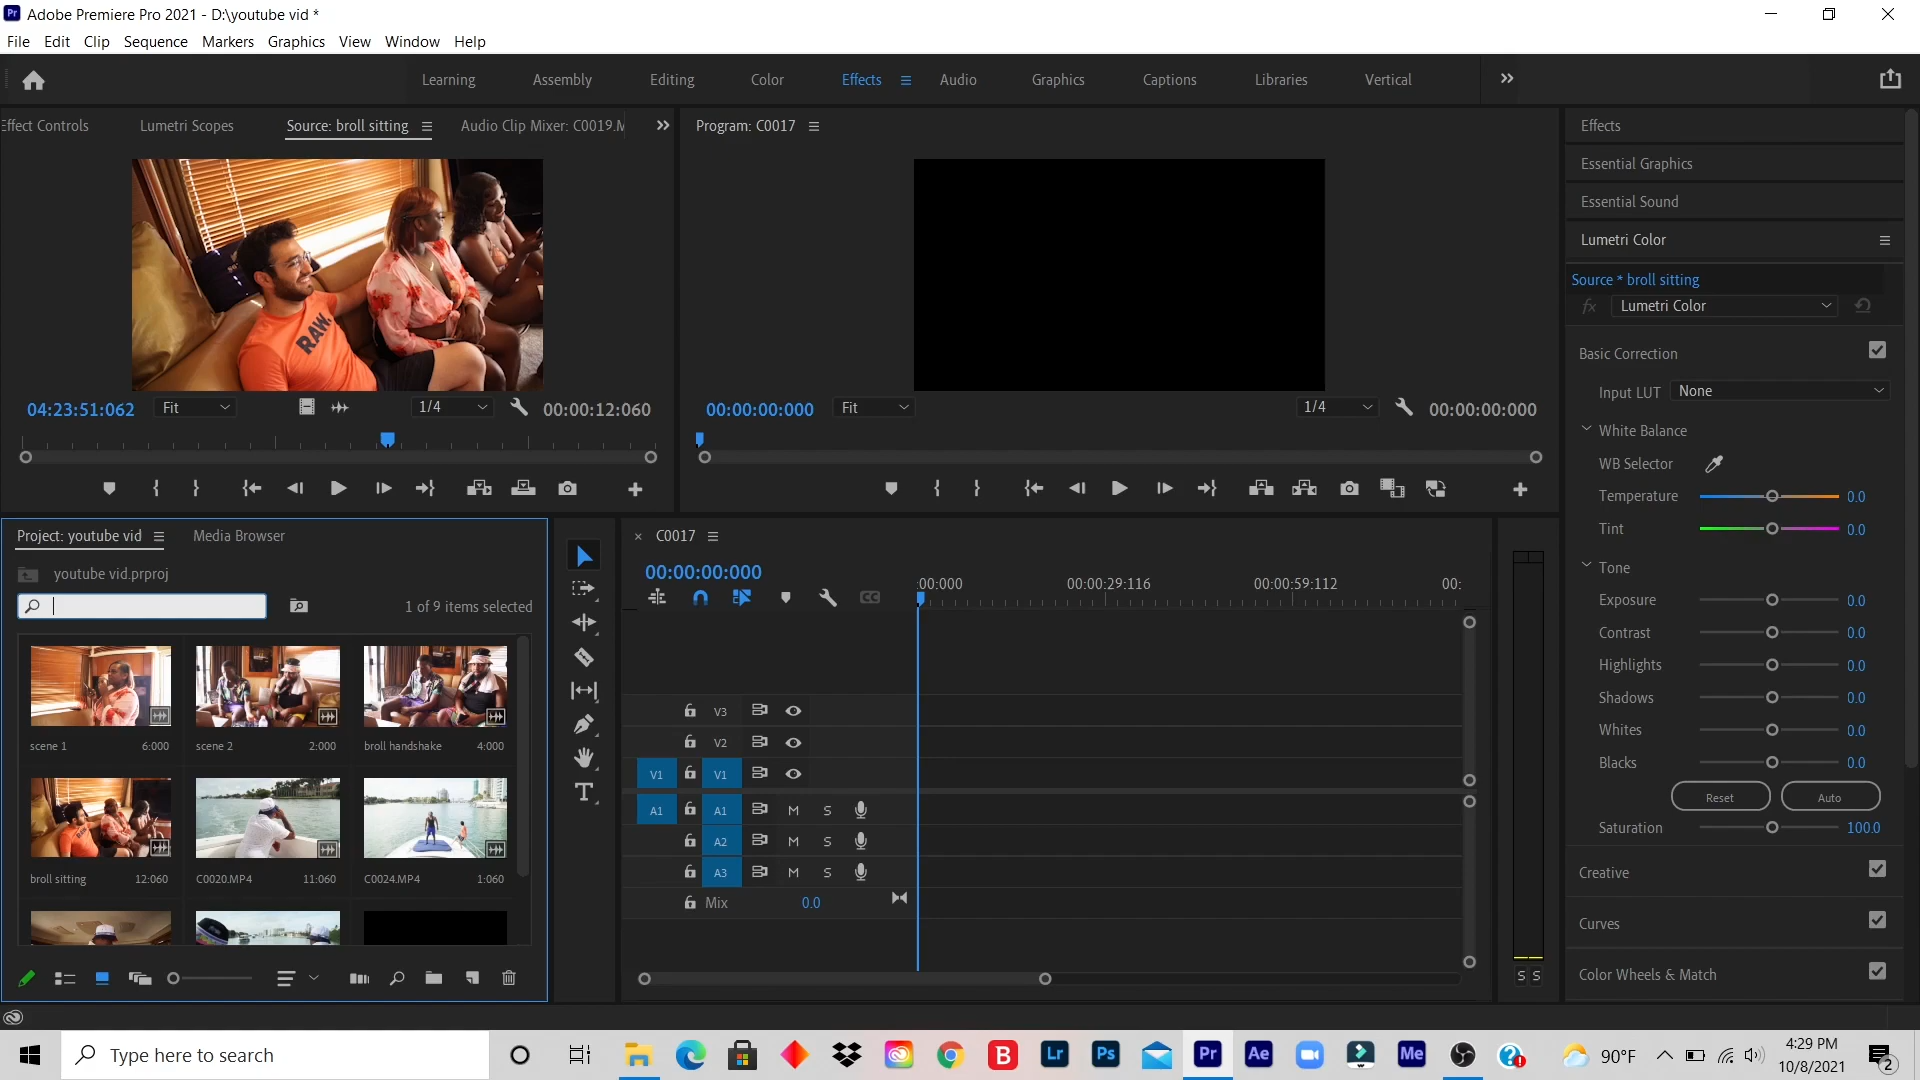 Adobe Premiere Pro 2021 - D:\youtube vid *
File Edit Clip Sequence Markers Graphics View Window Help
Learning Assembly Editing Color Effects Audio Graphics Captions Libraries Vertical
Effect Controls Lumetri Scopes Source: broll sitting Audio Clip Mixer: C0019.M
Program: C0017
RAW.
04:23:51:062 Fit 1/4 00:00:12:060
00:00:00:000 Fit 1/4 00:00:00:000
Effects
Essential Graphics
Essential Sound
Lumetri Color
Source * broll sitting
fx Lumetri Color
Basic Correction
Input LUT None
White Balance
WB Selector
Temperature 0.0
Tint 0.0
Tone
Exposure 0.0
Contrast 0.0
Highlights 0.0
Shadows 0.0
Whites 0.0
Blacks 0.0
Reset Auto
Saturation 100.0
Creative
Curves
Color Wheels & Match
Project: youtube vid Media Browser
youtube vid.prproj
1 of 9 items selected
scene 1 6:000 scene 2 2:000 broll handshake 4:000
broll sitting 12:060 C0020.MP4 11:060 C0024.MP4 1:060
C0017
00:00:00:000
:00:000 00:00:29:116 00:00:59:112 00:
V3
V2
V1 V1
A1 A1 M S
A2 M S
A3 M S
Mix 0.0
S S
Type here to search
Lr Ps Pr Ae Me
90°F
4:29 PM
10/8/2021
2